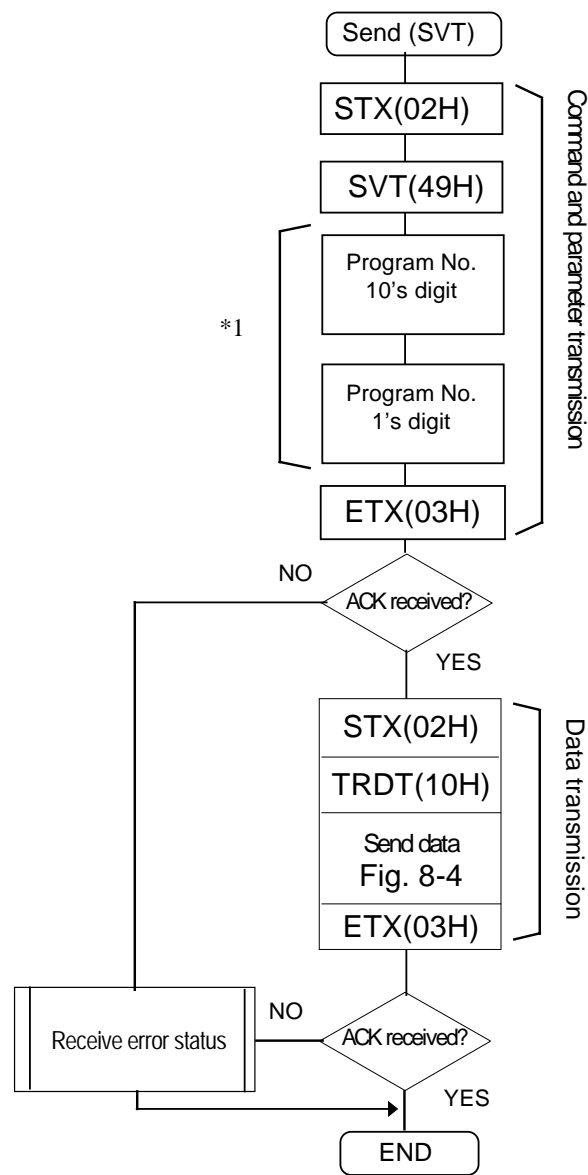 Send (SVT)
STX(02H)
SVT(49H)
Program No.
10's digit
*1
Program No.
1's digit
ETX(03H)
Command and parameter transmission
NO
ACK received?
YES
STX(02H)
TRDT(10H)
Send data
Fig. 8-4
ETX(03H)
Data transmission
Receive error status
NO
ACK received?
YES
END